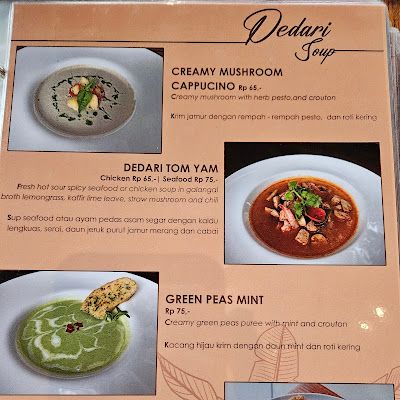 Dedari
Soup
CREAMY MUSHROOM
CAPPUCINO Rp 65,-
Creamy mushroom with herb pesto,and crouton
Krim jamur dengan rempah - rempah pesto, dan roti kering
DEDARI TOM YAM
Chicken Rp 65,-| Seafood Rp 75,-
Fresh hot sour spicy seafood or chicken soup in galangal
broth lemongrass, kaffir lime leave, straw mushroom and chili
Sup seafood atau ayam pedas asam segar dengan kaldu
lengkuas, serai, daun jeruk purut jamur merang dan cabai
GREEN PEAS MINT
Rp 75,-
Creamy green peas puree with mint and crouton
Kacang hijau krim dengan daun mint dan roti kering